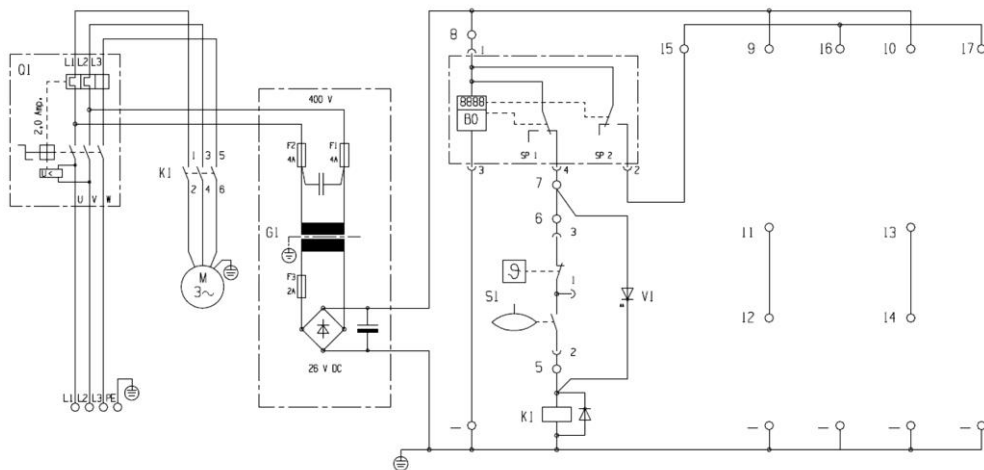 L1 L2 L3
Q1
2,0 Amp.
U<
U V W
1 3 5
K1
2 4 6
M
3~
L1 L2 L3 PE
400 V
F2
4A
F1
4A
G1
F3
2A
26 V DC
8
1
8888
B0
SP 1
SP 2
3
4
2
7
6
3
ϑ
1
S1
2
5
V1
K1
15
9
16
10
17
11
13
12
14